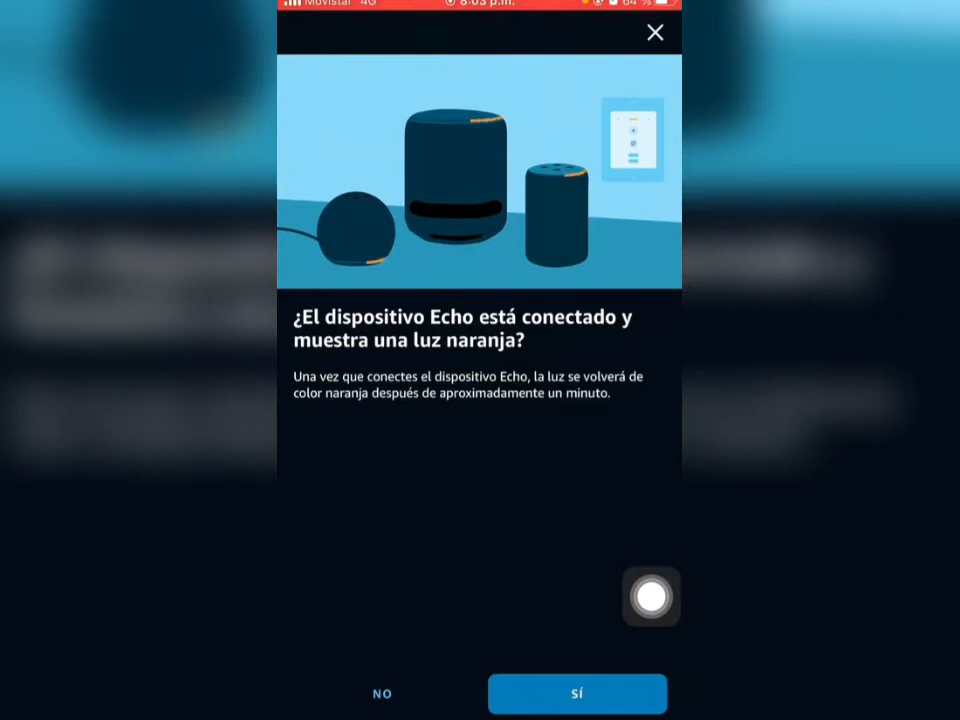 Movistar 4G 8:03 p.m. 64 %
¿El dispositivo Echo está conectado y
muestra una luz naranja?
Una vez que conectes el dispositivo Echo, la luz se volverá de
color naranja después de aproximadamente un minuto.
NO SÍ